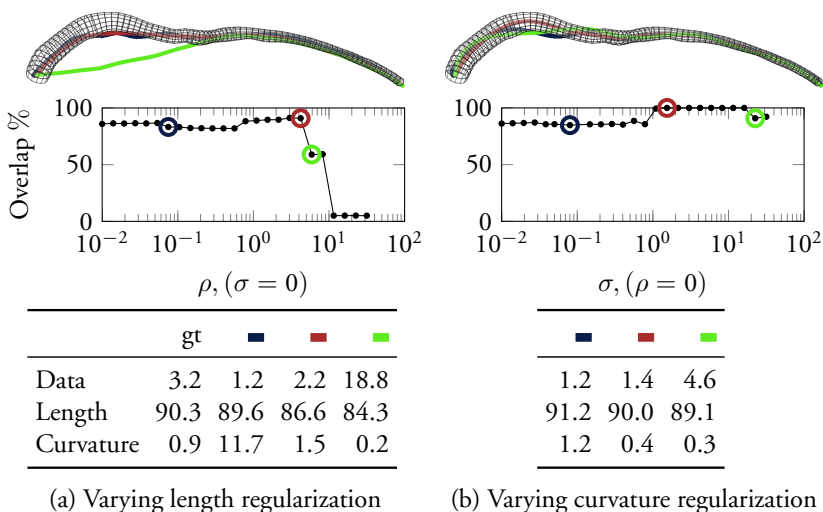 Overlap %
100
50
0
10^−2 10^−1 10^0 10^1 10^2
ρ, (σ = 0)
gt
Data 3.2 1.2 2.2 18.8
Length 90.3 89.6 86.6 84.3
Curvature 0.9 11.7 1.5 0.2
(a) Varying length regularization
100
50
0
10^−2 10^−1 10^0 10^1 10^2
σ, (ρ = 0)
1.2 1.4 4.6
91.2 90.0 89.1
1.2 0.4 0.3
(b) Varying curvature regularization